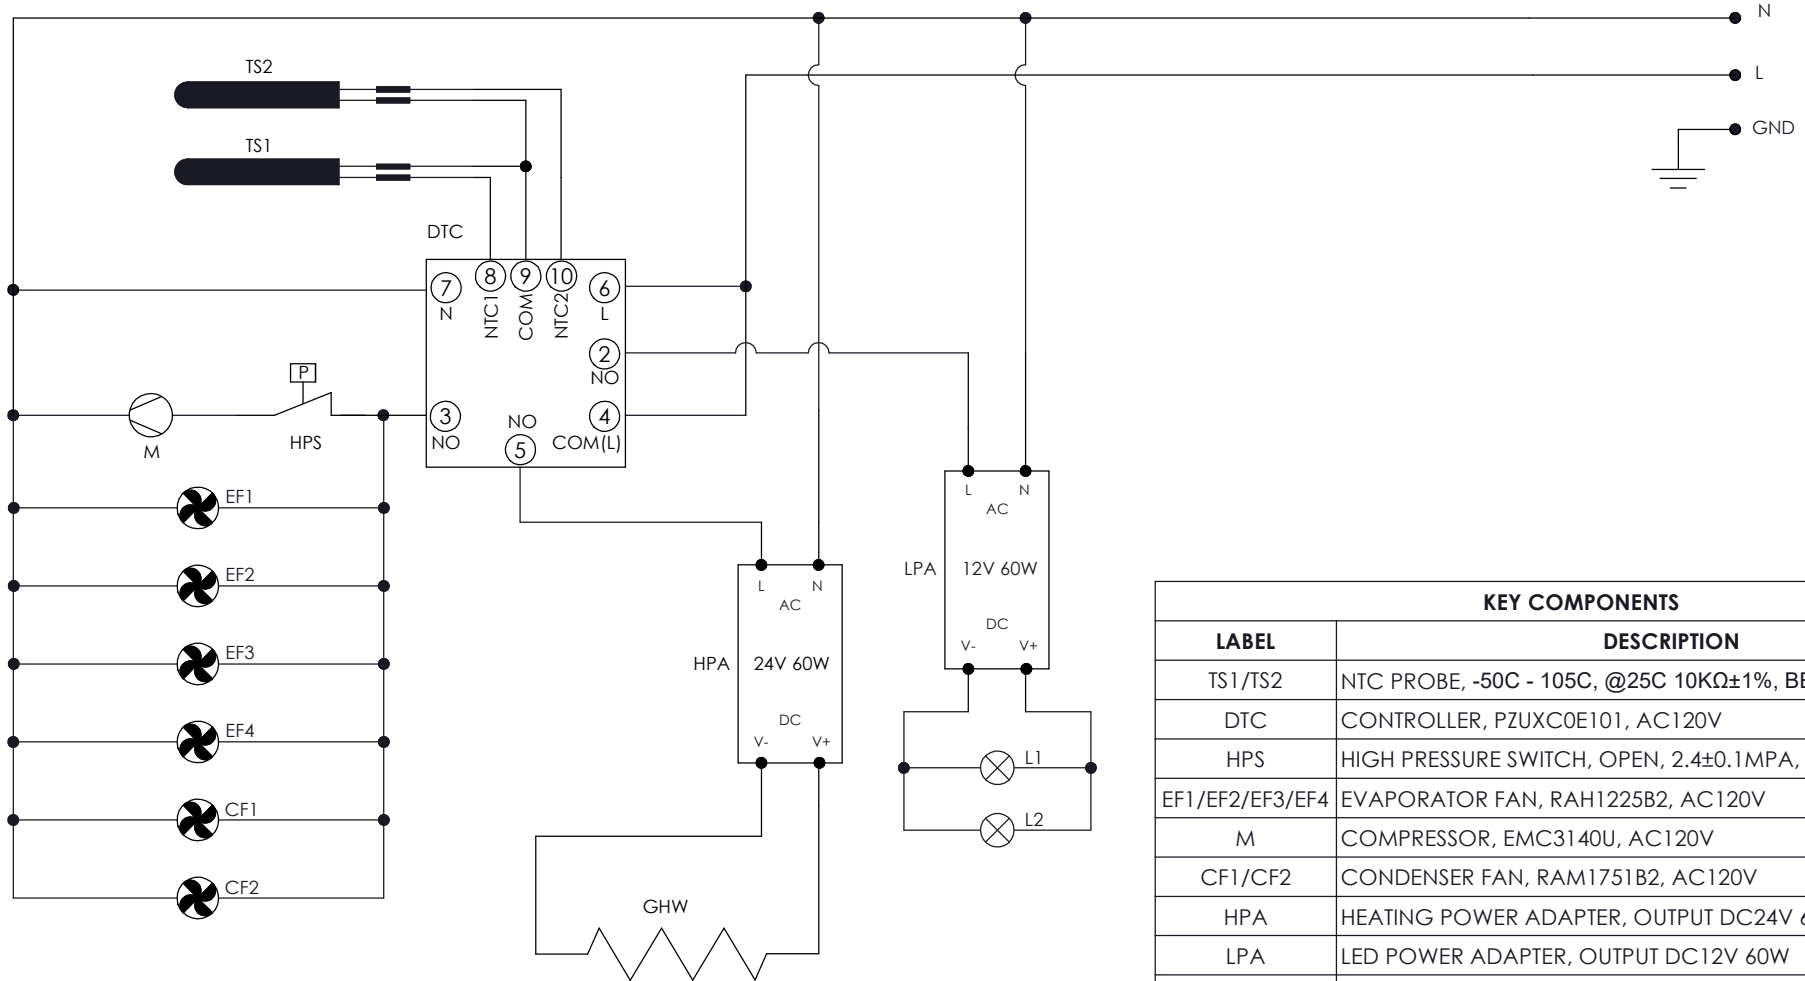 N
L
GND
TS2
TS1
DTC
7
N
8
NTC1
9
COM
10
NTC2
6
L
2
NO
3
NO
NO
5
4
COM(L)
P
HPS
M
EF1
EF2
EF3
EF4
CF1
CF2
HPA
L N
AC
24V 60W
DC
V- V+
GHW
LPA
L N
AC
12V 60W
DC
V- V+
L1
L2
KEY COMPONENTS
LABEL DESCRIPTION
TS1/TS2 NTC PROBE, -50C - 105C, @25C 10KΩ±1%,
DTC CONTROLLER, PZUXC0E101, AC120V
HPS HIGH PRESSURE SWITCH, OPEN, 2.4±0.1MPA,
EF1/EF2/EF3/EF4 EVAPORATOR FAN, RAH1225B2, AC120V
M COMPRESSOR, EMC3140U, AC120V
CF1/CF2 CONDENSER FAN, RAM1751B2, AC120V
HPA HEATING POWER ADAPTER, OUTPUT DC24V
LPA LED POWER ADAPTER, OUTPUT DC12V 60W